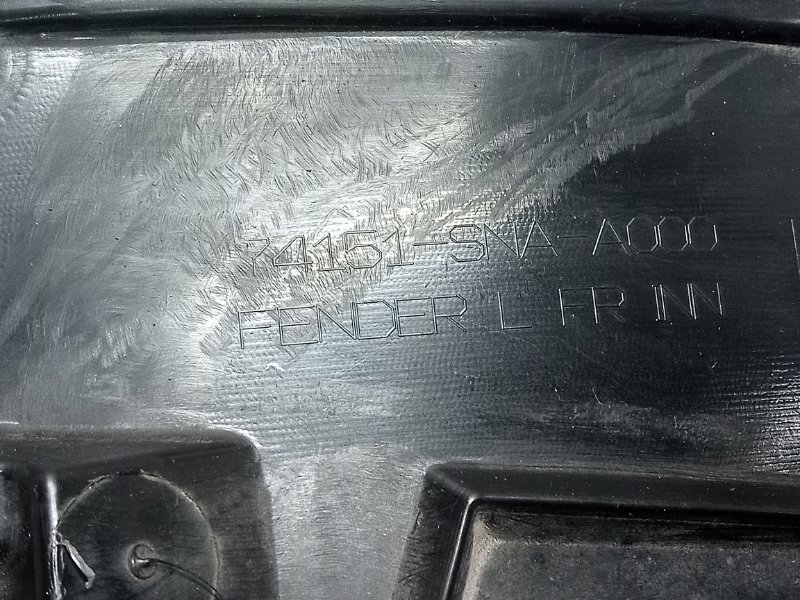 74151-SNA-A000
FENDER L FR INN